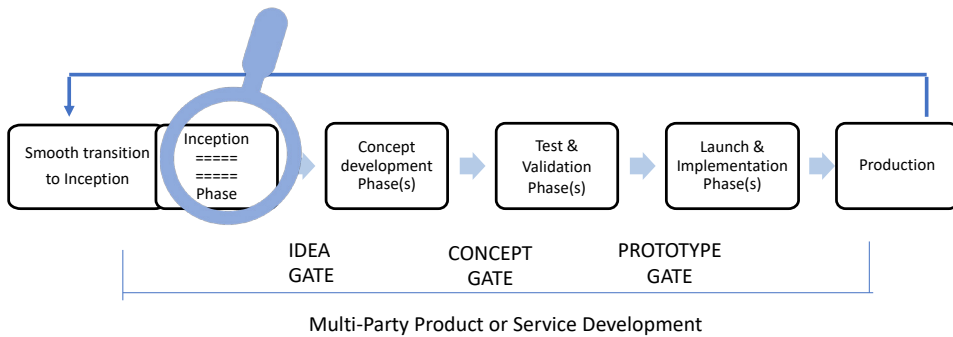 Smooth transition
to Inception
Inception
=====
=====
Phase
Concept
development
Phase(s)
Test &
Validation
Phase(s)
Launch &
Implementation
Phase(s)
Production
IDEA
GATE
CONCEPT
GATE
PROTOTYPE
GATE
Multi-Party Product or Service Development